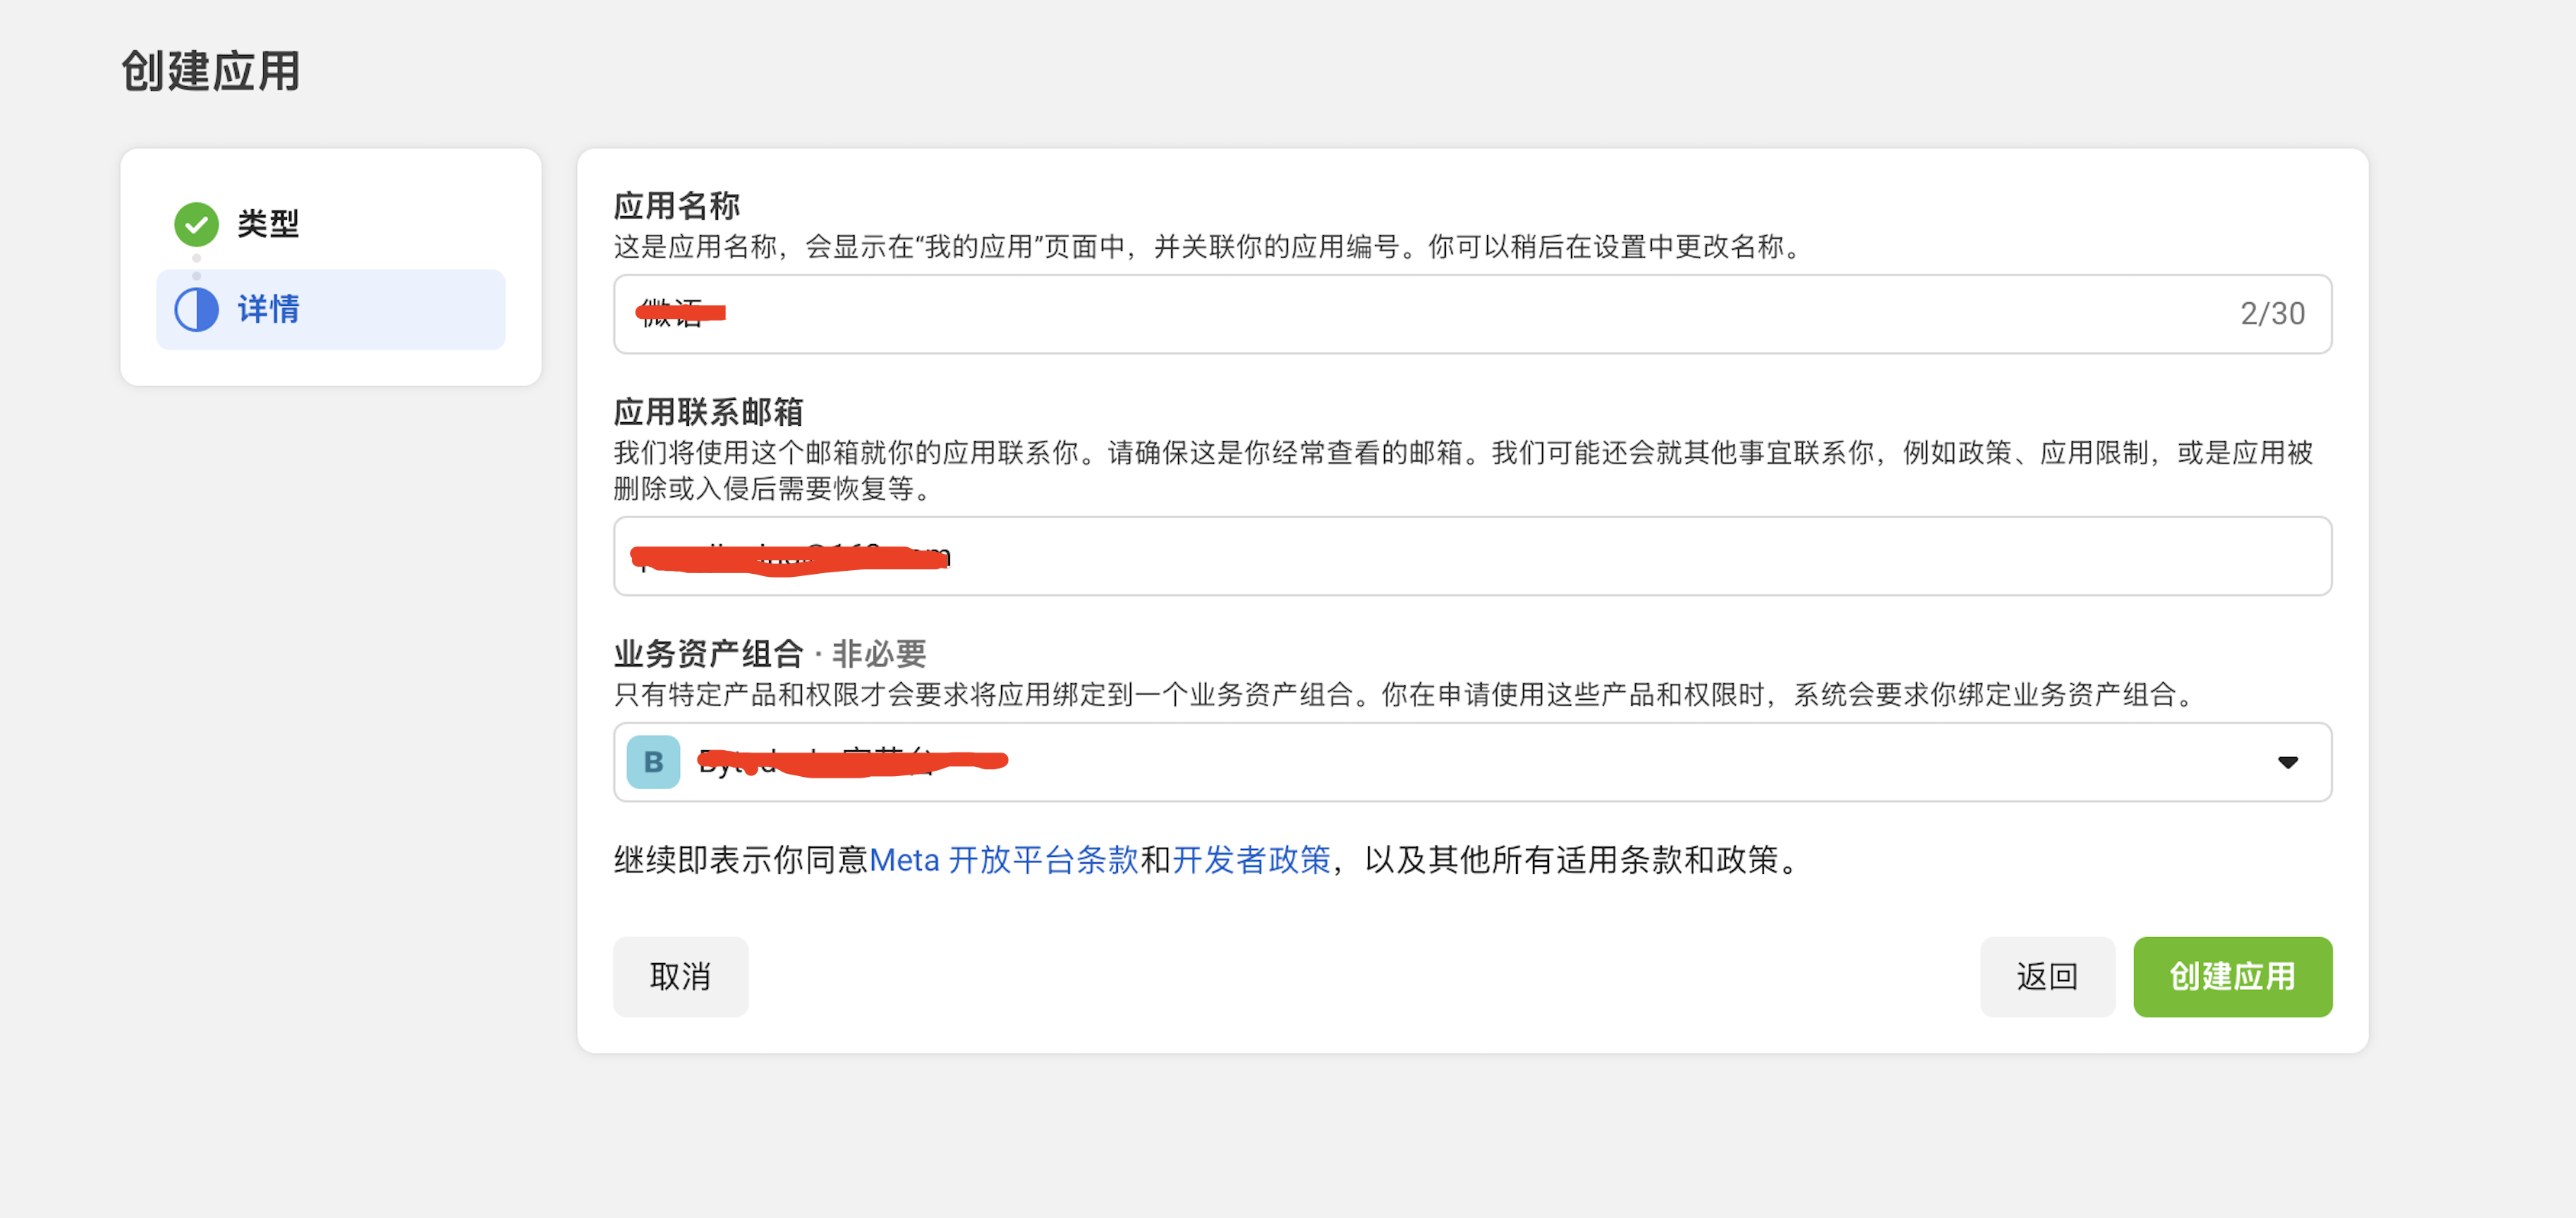 创建应用
类型
详情
应用名称
这是应用名称，会显示在“我的应用”页面中，并关联你的应用编号。你可以稍后在设置中更改名称。
2/30
应用联系邮箱
我们将使用这个邮箱就你的应用联系你。请确保这是你经常查看的邮箱。我们可能还会就其他事宜联系你，例如政策、应用限制，或是应用被
删除或入侵后需要恢复等。
业务资产组合 · 非必要
只有特定产品和权限才会要求将应用绑定到一个业务资产组合。你在申请使用这些产品和权限时，系统会要求你绑定业务资产组合。
B
继续即表示你同意Meta 开放平台条款和开发者政策，以及其他所有适用条款和政策。
取消
返回
创建应用